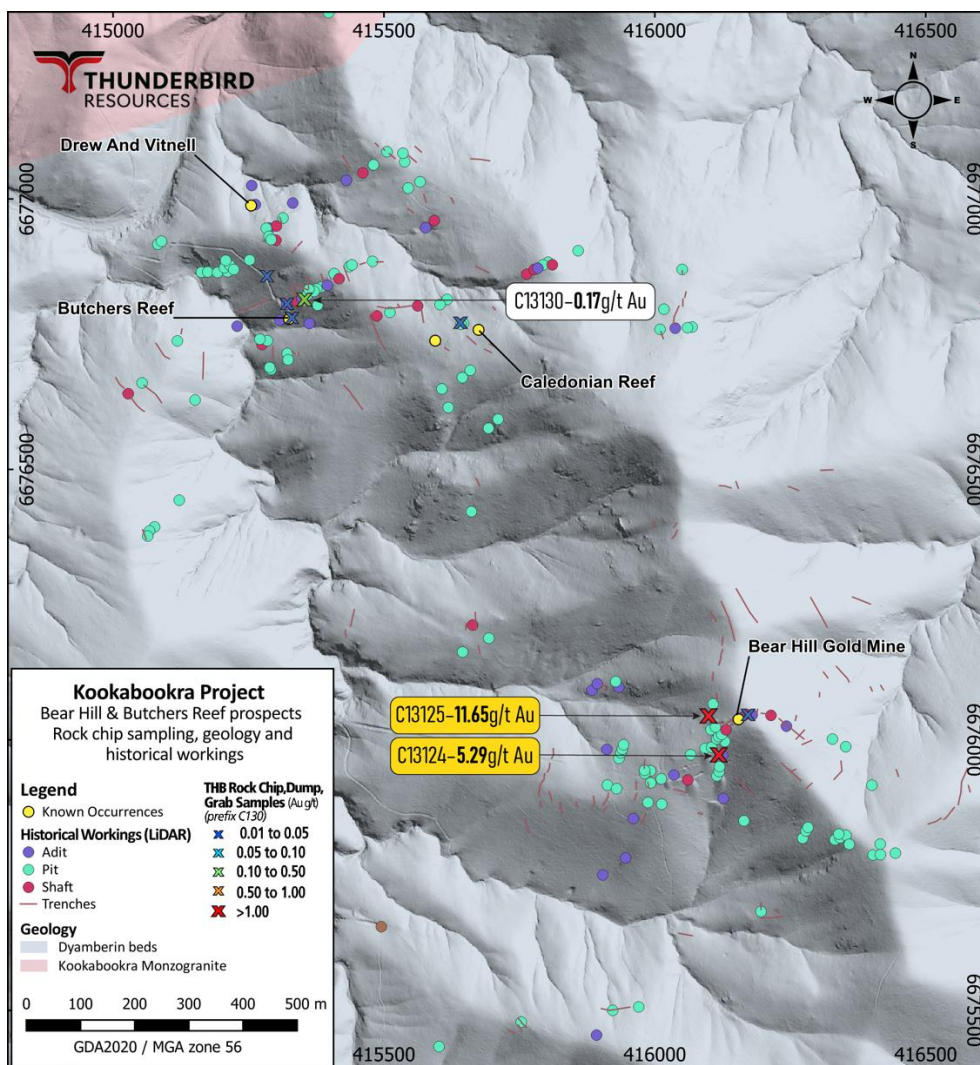 415000
415500
416000
416500
THUNDERBIRD
RESOURCES
N
W
E
S
Drew And Vitnell
6677000
6677000
C13130–0.17g/t Au
Butchers Reef
Caledonian Reef
6676500
6676500
Bear Hill Gold Mine
C13125–11.65g/t Au
C13124–5.29g/t Au
6676000
Kookabookra Project
Bear Hill & Butchers Reef prospects
Rock chip sampling, geology and
historical workings
Legend
Known Occurrences
Historical Workings (LiDAR)
Adit
Pit
Shaft
Trenches
Geology
Dyamberin beds
Kookabookra Monzogranite
THB Rock Chip,Dump,
Grab Samples (Au g/t)
(prefix C130)
0.01 to 0.05
0.05 to 0.10
0.10 to 0.50
0.50 to 1.00
>1.00
0 100 200 300 400 500 m
GDA2020 / MGA zone 56
6675500
415500
416000
416500